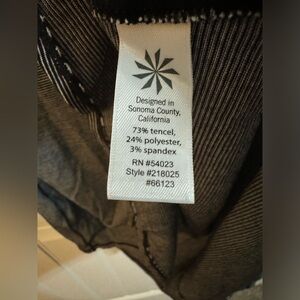 Designed in
Sonoma County,
California
73% tencel,
24% polyester,
3% spandex
RN #54023
Style #218025
#66123